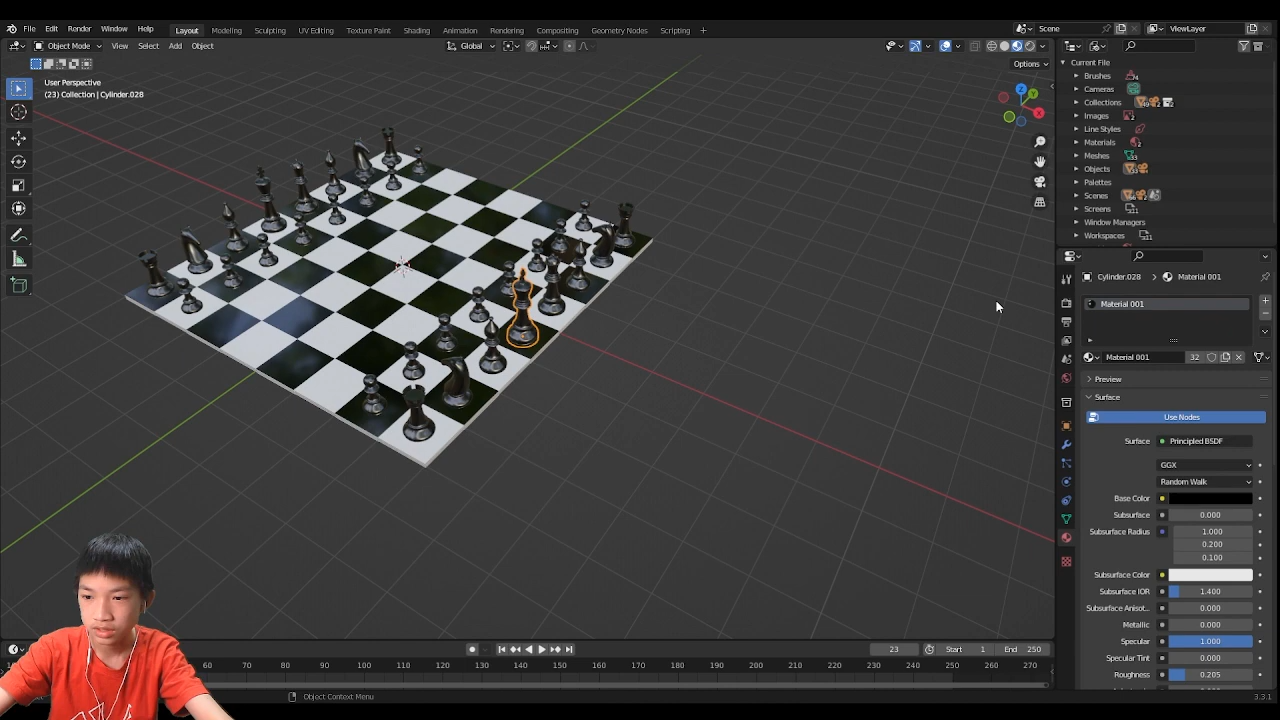 File Edit Render Window Help Layout Modeling Sculpting UV Editing Texture Paint Shading Animation Rendering Compositing Geometry Nodes Scripting + Scene ViewLayer
Object Mode View Select Add Object Global
Options
User Perspective
(23) Collection | Cylinder.028
Current File
Brushes 4
Cameras
Collections
Images 2
Line Styles
Materials 2
Meshes 33
Objects
Palettes
Scenes
Screens 11
Window Managers
Workspaces 11
Cylinder.028 > Material 001
Material 001
Material 001 32
Preview
Surface
Use Nodes
Surface Principled BSDF
GGX
Random Walk
Base Color
Subsurface 0.000
Subsurface Radius 1.000
0.200
0.100
Subsurface Color
Subsurface IOR 1.400
Subsurface Anisot... 0.000
Metallic 0.000
Specular 1.000
Specular Tint 0.000
Roughness 0.205
23 Start 1 End 250
60 70 80 90 100 110 120 130 140 150 160 170 180 190 200 210 220 230 240 250 260 270
Object Context Menu
3.3.1